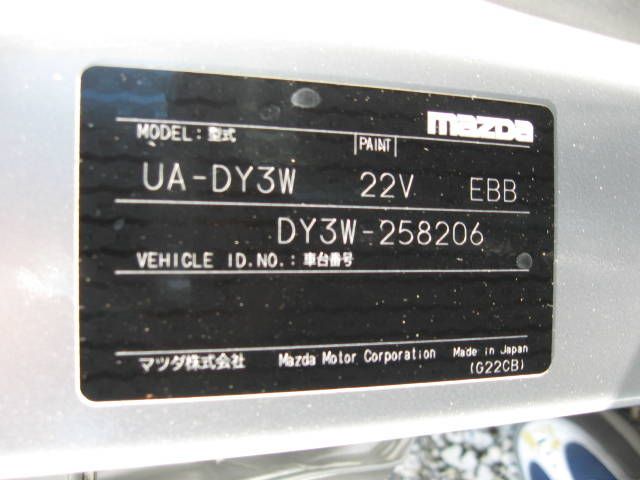 mazda
MODEL: 型式 PAINT
UA-DY3W 22V EBB
DY3W-258206
VEHICLE ID.NO.: 車台番号
マツダ株式会社 Mazda Motor Corporation Made in Japan
(G22CB)